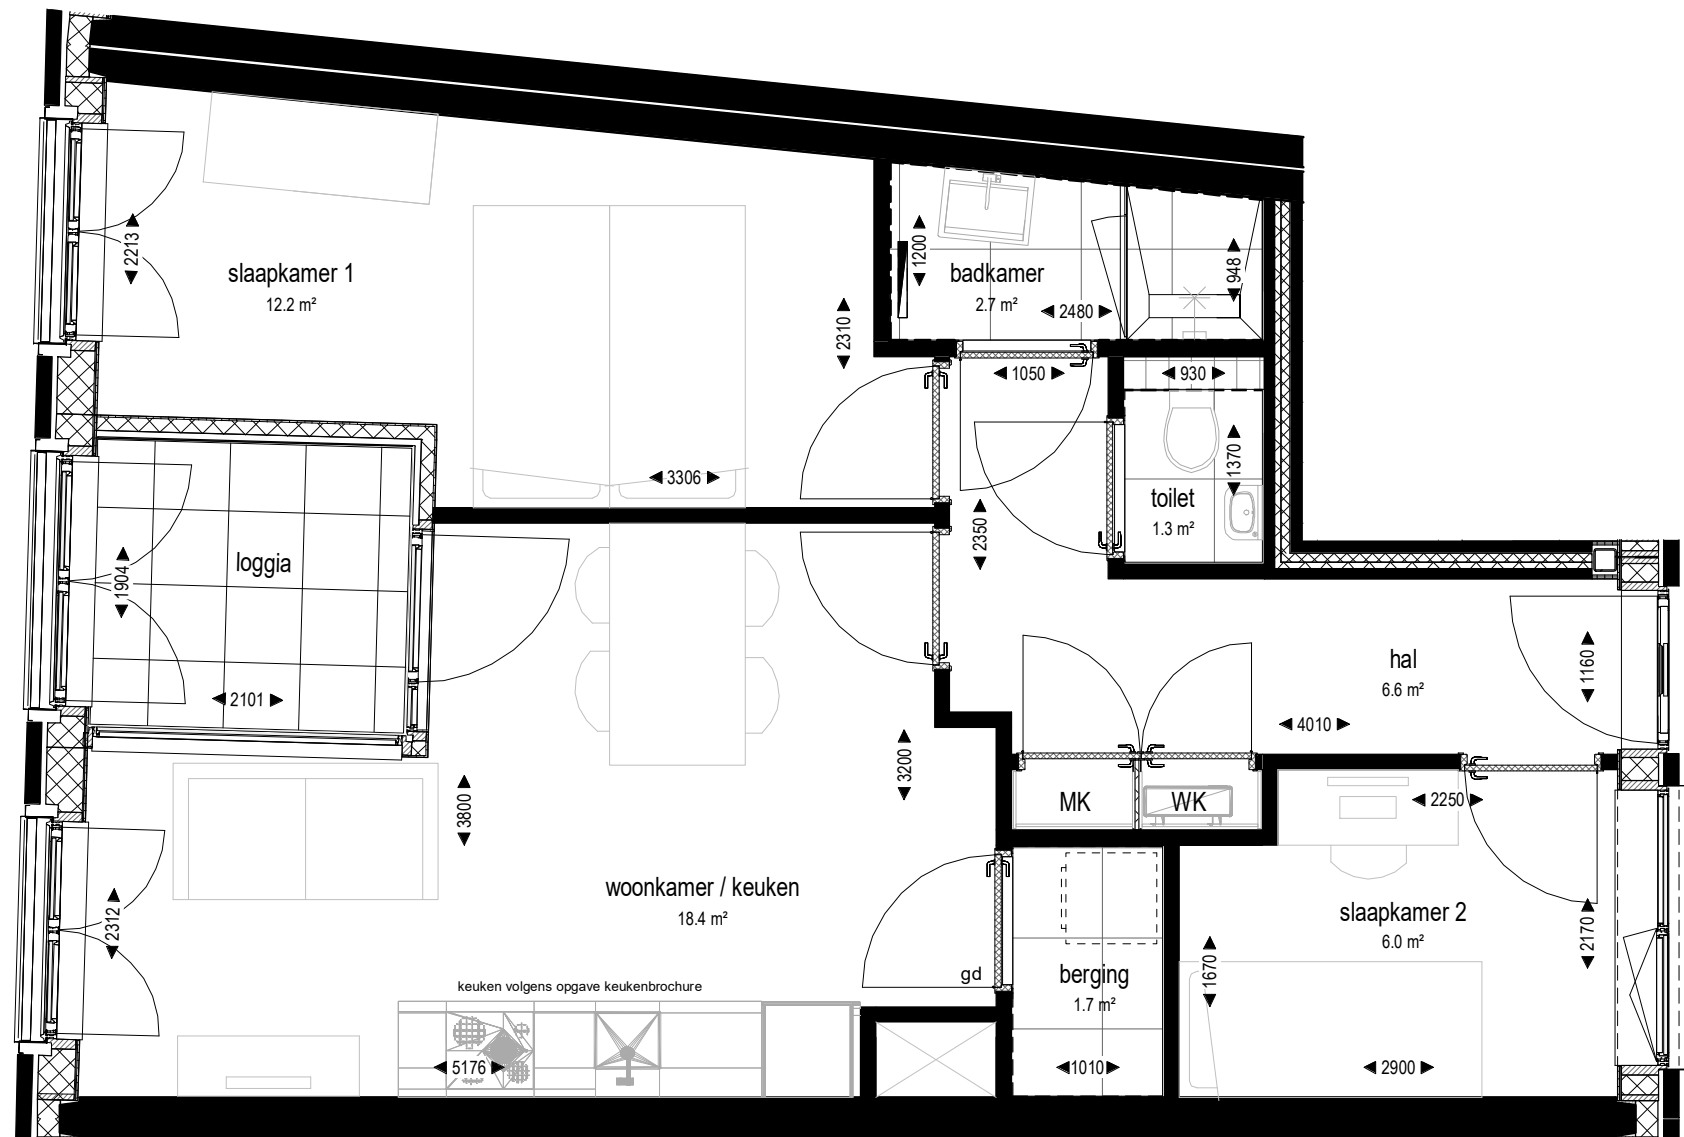 2213
slaapkamer 1
12.2 m²
2310
3306
1200
badkamer
2.7 m²
2480
948
1050
930
1370
toilet
1.3 m²
2350
loggia
1904
2101
hal
6.6 m²
1160
4010
3200
3800
MK
WK
2250
woonkamer / keuken
18.4 m²
2312
slaapkamer 2
6.0 m²
2170
1670
gd
berging
1.7 m²
keuken volgens opgave keukenbrochure
5176
1010
2900